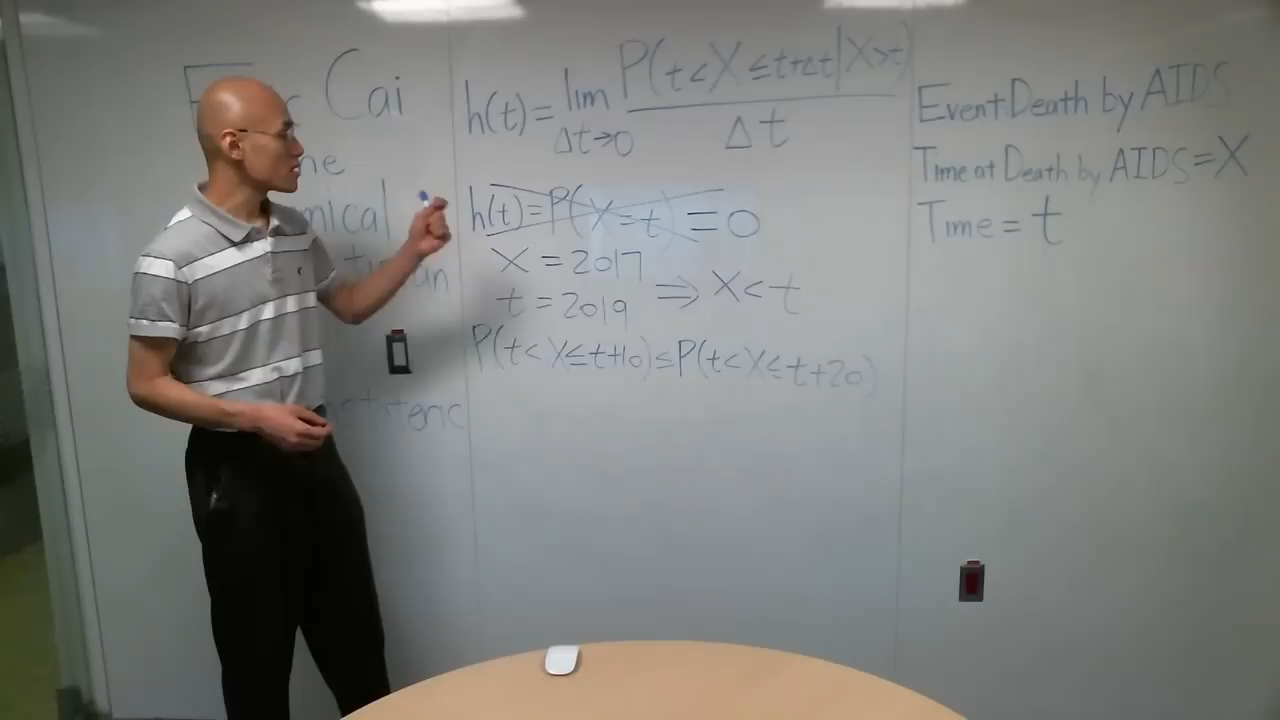 Cai
h(t) = lim Δt→0 P(t < X ≤ t+Δt | X > t) / Δt
h(t) = P(X = t) = 0
X = 2017
t = 2019 ⇒ X < t
P(t < X ≤ t+10) ≤ P(t < X ≤ t+20)
Event Death by AIDS
Time at Death by AIDS = X
Time = t